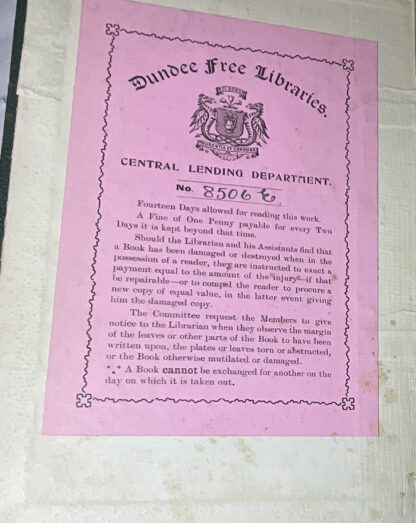 Dundee Free Libraries.
DEI DONUM
PRUDENTIA ET CANDORE
CENTRAL LENDING DEPARTMENT.
No. 8506 C
Fourteen Days allowed for reading this work.
A Fine of One Penny payable for every Two
Days it is kept beyond that time.
Should the Librarian and his Assistants find that
a Book has been damaged or destroyed when in the
possession of a reader, they are instructed to exact a
payment equal to the amount of the injury—if that
be repairable—or to compel the reader to procure a
new copy of equal value, in the latter event giving
him the damaged copy.
The Committee request the Members to give
notice to the Librarian when they observe the margin
of the leaves or other parts of the Book to have been
written upon, the plates or leaves torn or abstracted,
or the Book otherwise mutilated or damaged.
*** A Book cannot be exchanged for another on the
day on which it is taken out.